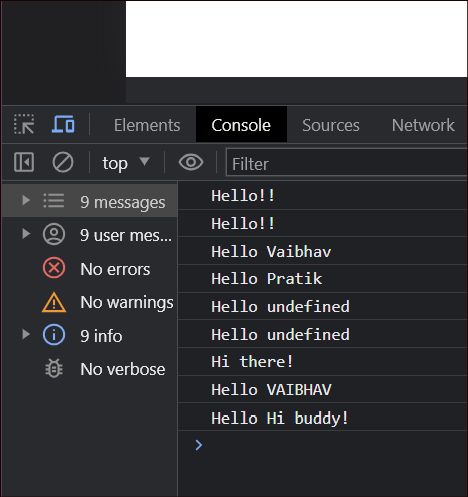 Elements Console Sources Network
top Filter
9 messages
9 user mes...
No errors
No warnings
9 info
No verbose
Hello!!
Hello!!
Hello Vaibhav
Hello Pratik
Hello undefined
Hello undefined
Hi there!
Hello VAIBHAV
Hello Hi buddy!